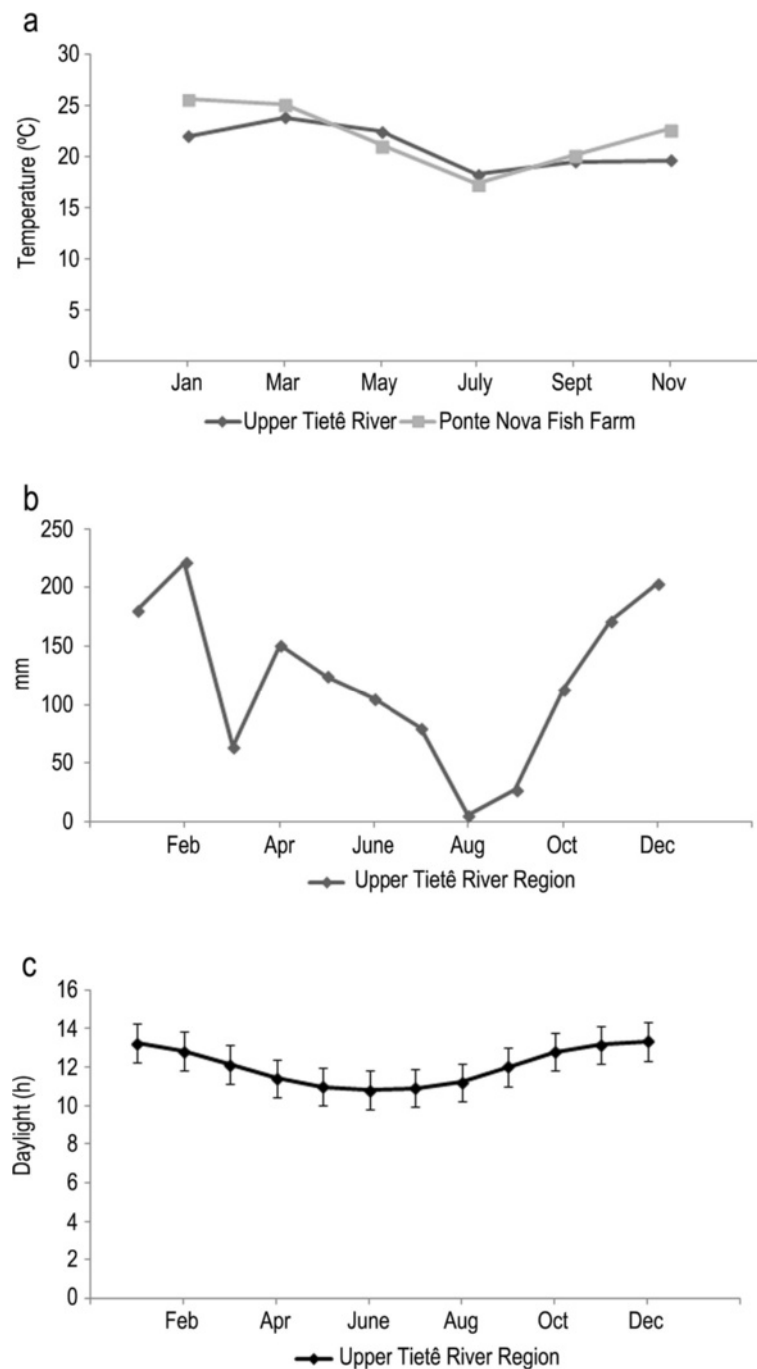 a
30
25
20
15
10
5
0
Temperature (ºC)
Jan Mar May July Sept Nov
Upper Tietê River Ponte Nova Fish Farm
b
250
200
150
100
50
0
mm
Feb Apr June Aug Oct Dec
Upper Tietê River Region
c
16
14
12
10
8
6
4
2
0
Daylight (h)
Feb Apr June Aug Oct Dec
Upper Tietê River Region